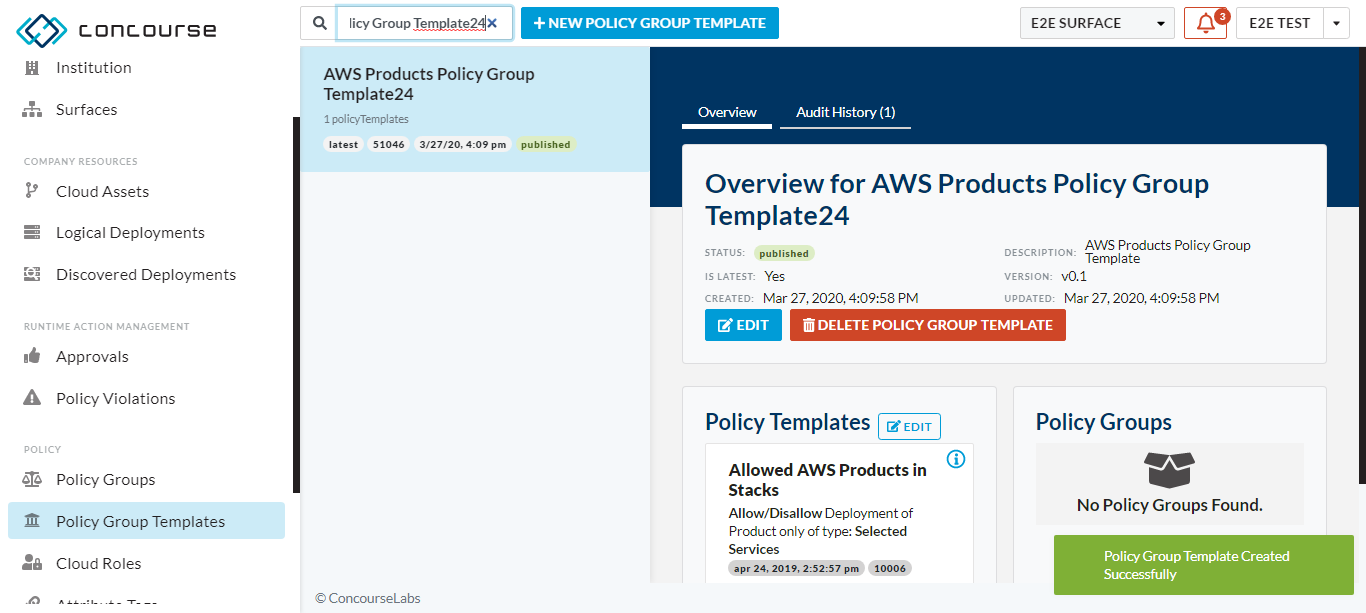 concourse
licy Group Template24
NEW POLICY GROUP TEMPLATE
E2E SURFACE
3
E2E TEST
Institution
Surfaces
COMPANY RESOURCES
Cloud Assets
Logical Deployments
Discovered Deployments
RUNTIME ACTION MANAGEMENT
Approvals
Policy Violations
POLICY
Policy Groups
Policy Group Templates
Cloud Roles
Attribute Tags
AWS Products Policy Group
Template24
1 policyTemplates
latest 51046 3/27/20, 4:09 pm published
Overview Audit History (1)
Overview for AWS Products Policy Group
Template24
STATUS: published
DESCRIPTION: AWS Products Policy Group
Template
IS LATEST: Yes
VERSION: v0.1
CREATED: Mar 27, 2020, 4:09:58 PM
UPDATED: Mar 27, 2020, 4:09:58 PM
EDIT
DELETE POLICY GROUP TEMPLATE
Policy Templates
EDIT
Allowed AWS Products in
Stacks
Allow/Disallow Deployment of
Product only of type: Selected
Services
apr 24, 2019, 2:52:57 pm 10006
Policy Groups
No Policy Groups Found.
Policy Group Template Created
Successfully
© ConcourseLabs